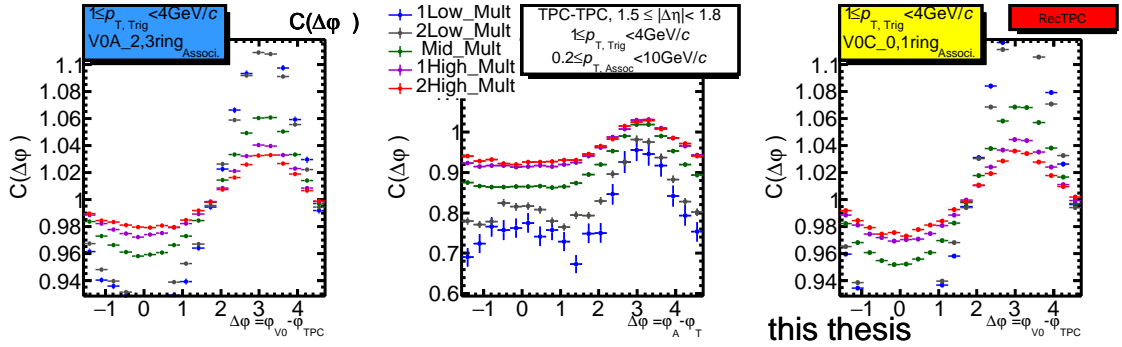 1≤p_T, Trig <4GeV/c
V0A_2,3ring_Associ.
C(Δφ)
C(Δφ)
1.1
1.08
1.06
1.04
1.02
1
0.98
0.96
0.94
−1 0 1 2 3 4
Δφ =φ_V0 -φ_TPC
1Low_Mult
2Low_Mult
Mid_Mult
1High_Mult
2High_Mult
TPC-TPC, 1.5 ≤ |Δη| < 1.8
1≤p_T, Trig <4GeV/c
0.2≤p_T, Assoc <10GeV/c
C(Δφ)
1
0.9
0.8
0.7
0.6
−1 0 1 2 3 4
Δφ =φ_A -φ_T
1≤p_T, Trig <4GeV/c
V0C_0,1ring_Associ.
RecTPC
C(Δφ)
1.1
1.08
1.06
1.04
1.02
1
0.98
0.96
0.94
−1 0 1 2 3 4
Δφ =φ_V0 -φ_TPC
this thesis